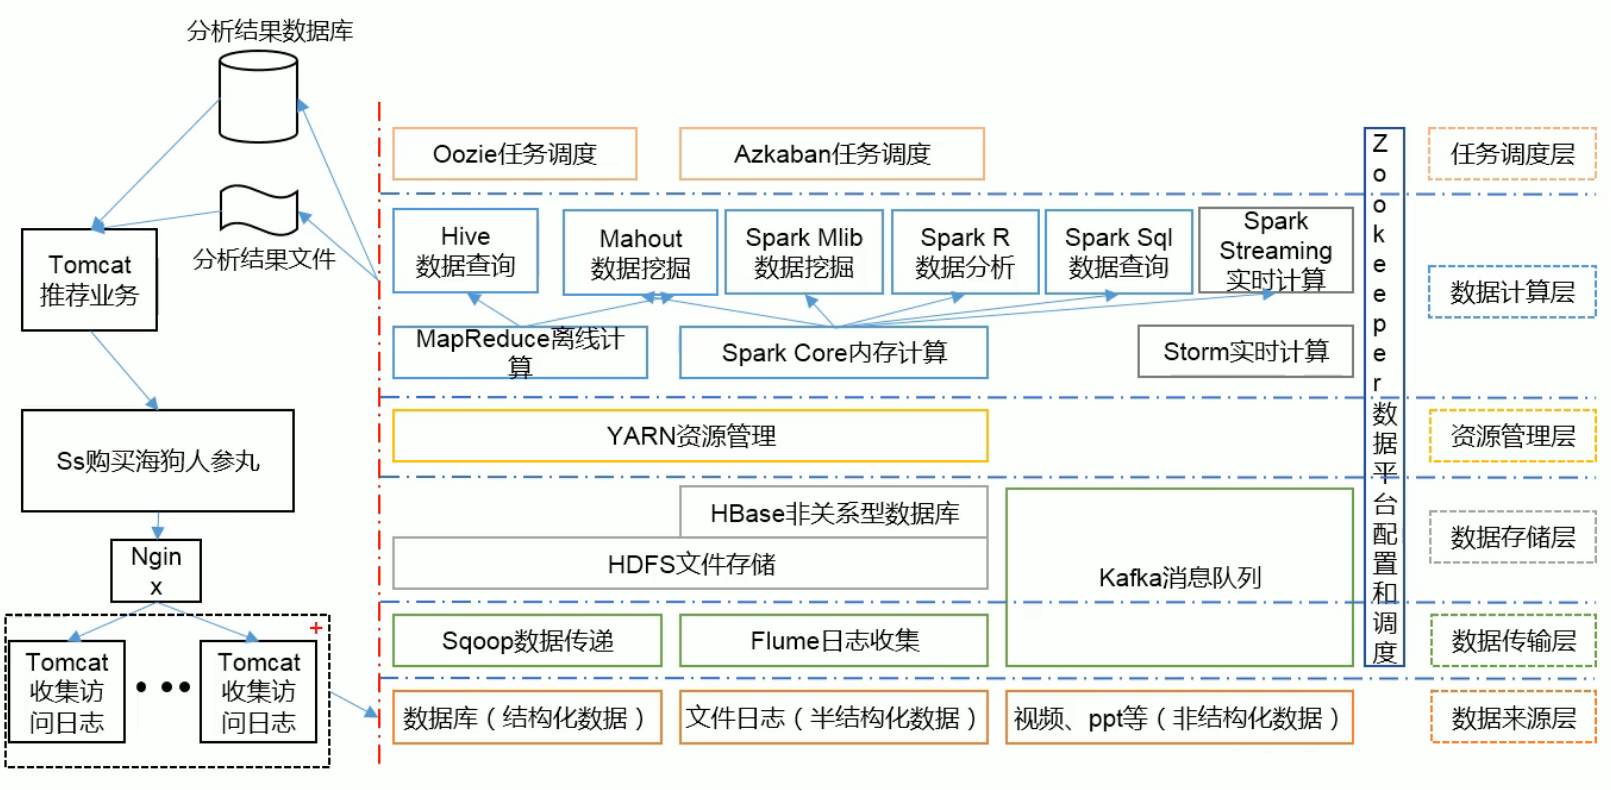 分析结果数据库
分析结果文件
Tomcat
推荐业务
Ss购买海狗人参丸
Ngin
x
Tomcat
收集访
问日志
Tomcat
收集访
问日志
Oozie任务调度
Azkaban任务调度
任务调度层
Hive
数据查询
Mahout
数据挖掘
Spark Mlib
数据挖掘
Spark R
数据分析
Spark Sql
数据查询
Spark
Streaming
实时计算
MapReduce离线计
算
Spark Core内存计算
Storm实时计算
数据计算层
YARN资源管理
资源管理层
HBase非关系型数据库
HDFS文件存储
Kafka消息队列
数据存储层
Sqoop数据传递
Flume日志收集
数据传输层
数据库（结构化数据）
文件日志（半结构化数据）
视频、ppt等（非结构化数据）
数据来源层
Zookeeper数据平台配置和调度